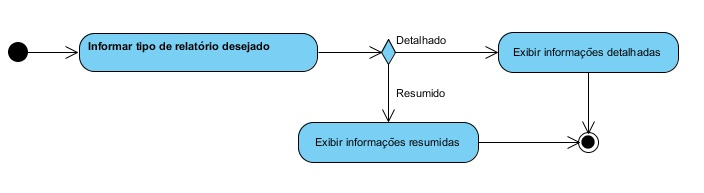 Informar tipo de relatório desejado
Detalhado
Exibir informações detalhadas
Resumido
Exibir informações resumidas